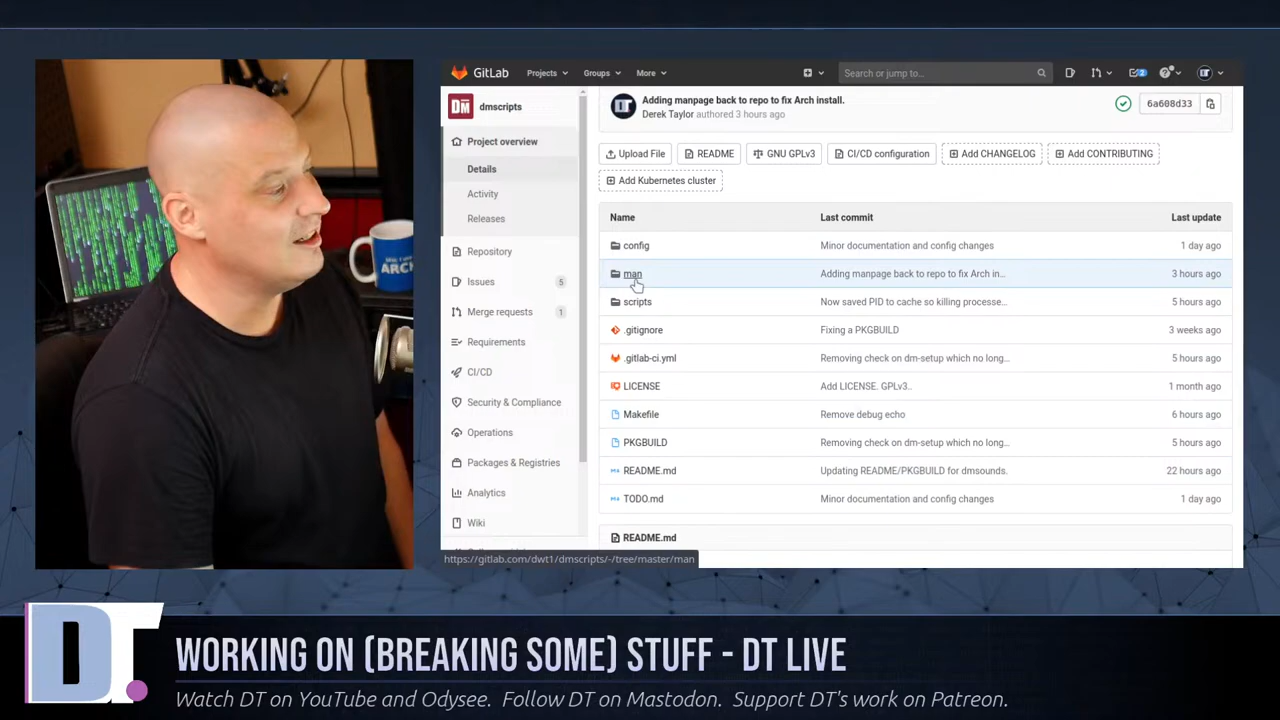 GitLab Projects Groups More Search or jump to... 2
DM dmscripts
Project overview
Details
Activity
Releases
Repository
Issues 5
Merge requests 1
Requirements
CI/CD
Security & Compliance
Operations
Packages & Registries
Analytics
Wiki
DT Adding manpage back to repo to fix Arch install.
Derek Taylor authored 3 hours ago
6a608d33
Upload File README GNU GPLv3 CI/CD configuration Add CHANGELOG Add CONTRIBUTING
Add Kubernetes cluster
Name Last commit Last update
config Minor documentation and config changes 1 day ago
man Adding manpage back to repo to fix Arch in... 3 hours ago
scripts Now saved PID to cache so killing processe... 5 hours ago
.gitignore Fixing a PKGBUILD 3 weeks ago
.gitlab-ci.yml Removing check on dm-setup which no long... 5 hours ago
LICENSE Add LICENSE. GPLv3.. 1 month ago
Makefile Remove debug echo 6 hours ago
PKGBUILD Removing check on dm-setup which no long... 5 hours ago
README.md Updating README/PKGBUILD for dmsounds. 22 hours ago
TODO.md Minor documentation and config changes 1 day ago
README.md
https://gitlab.com/dwt1/dmscripts/-/tree/master/man
ARCH
DT.
WORKING ON (BREAKING SOME) STUFF - DT LIVE
Watch DT on YouTube and Odysee. Follow DT on Mastodon. Support DT's work on Patreon.